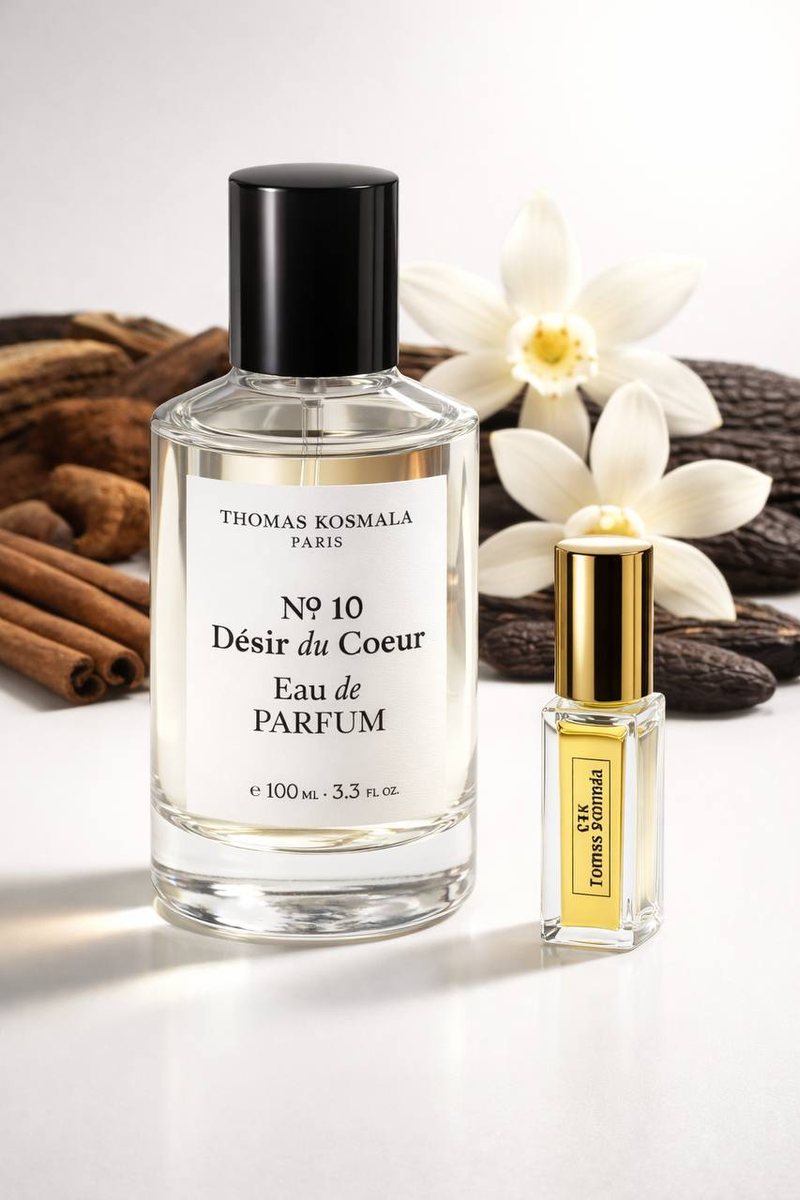 THOMAS KOSMALA
PARIS
Nº 10
Désir du Coeur
Eau de
PARFUM
e 100 ML · 3.3 FL OZ.